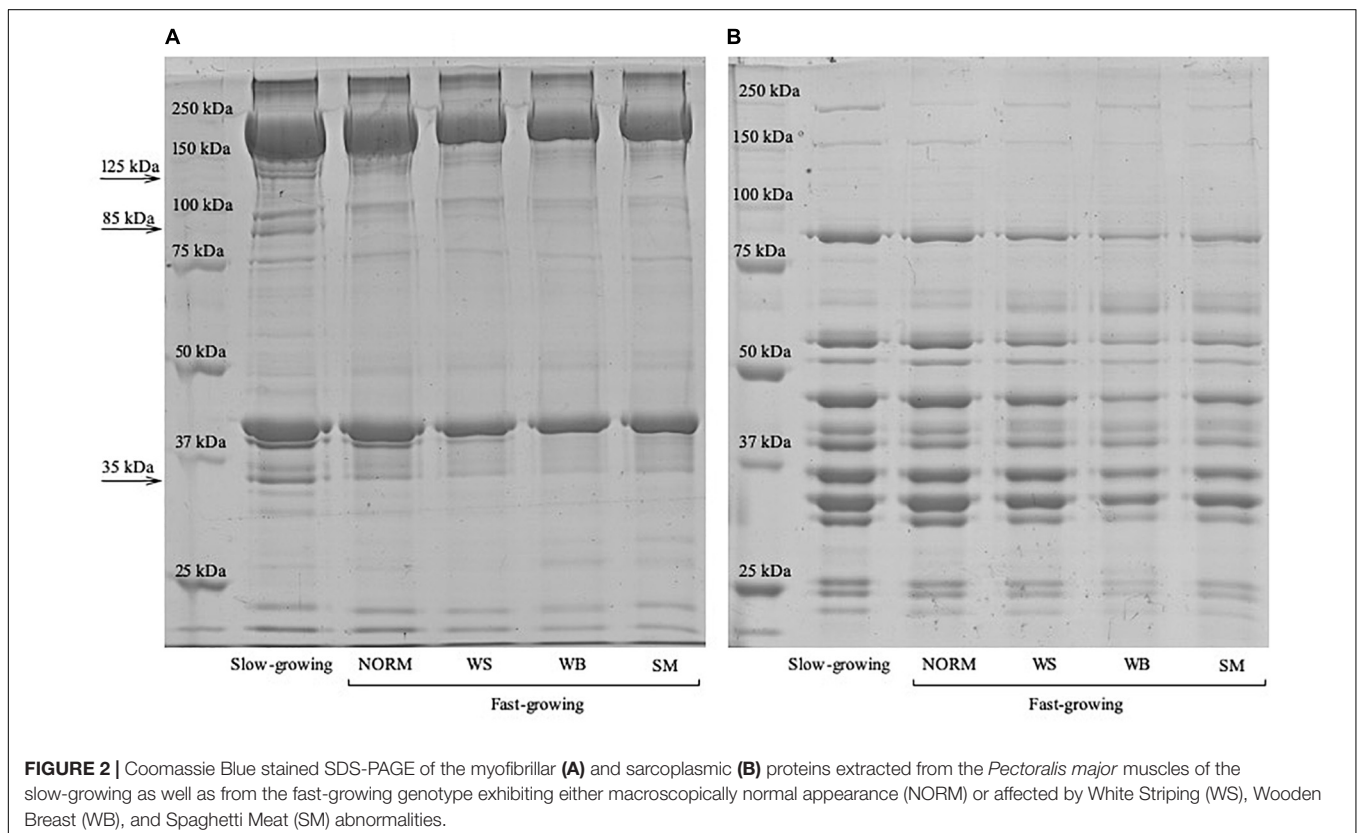 A
250 kDa
150 kDa
125 kDa
100 kDa
85 kDa
75 kDa
50 kDa
37 kDa
35 kDa
25 kDa
Slow-growing NORM WS WB SM
Fast-growing
B
250 kDa
150 kDa
100 kDa
75 kDa
50 kDa
37 kDa
25 kDa
Slow-growing NORM WS WB SM
Fast-growing
FIGURE 2 | Coomassie Blue stained SDS-PAGE of the myofibrillar (A) and sarcoplasmic (B) proteins extracted from the Pectoralis major muscles of the
slow-growing as well as from the fast-growing genotype exhibiting either macroscopically normal appearance (NORM) or affected by White Striping (WS), Wooden
Breast (WB), and Spaghetti Meat (SM) abnormalities.